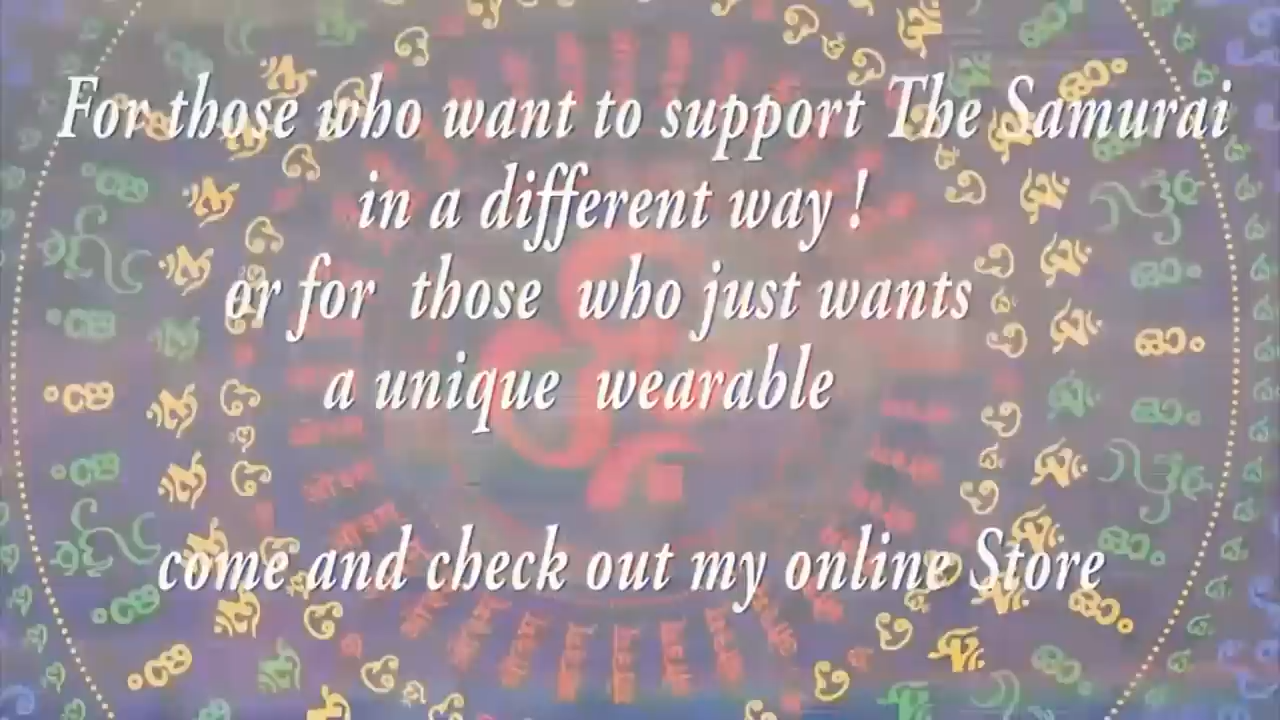 For those who want to support The Samurai
in a different way !
or for those who just wants
a unique wearable
come and check out my online Store